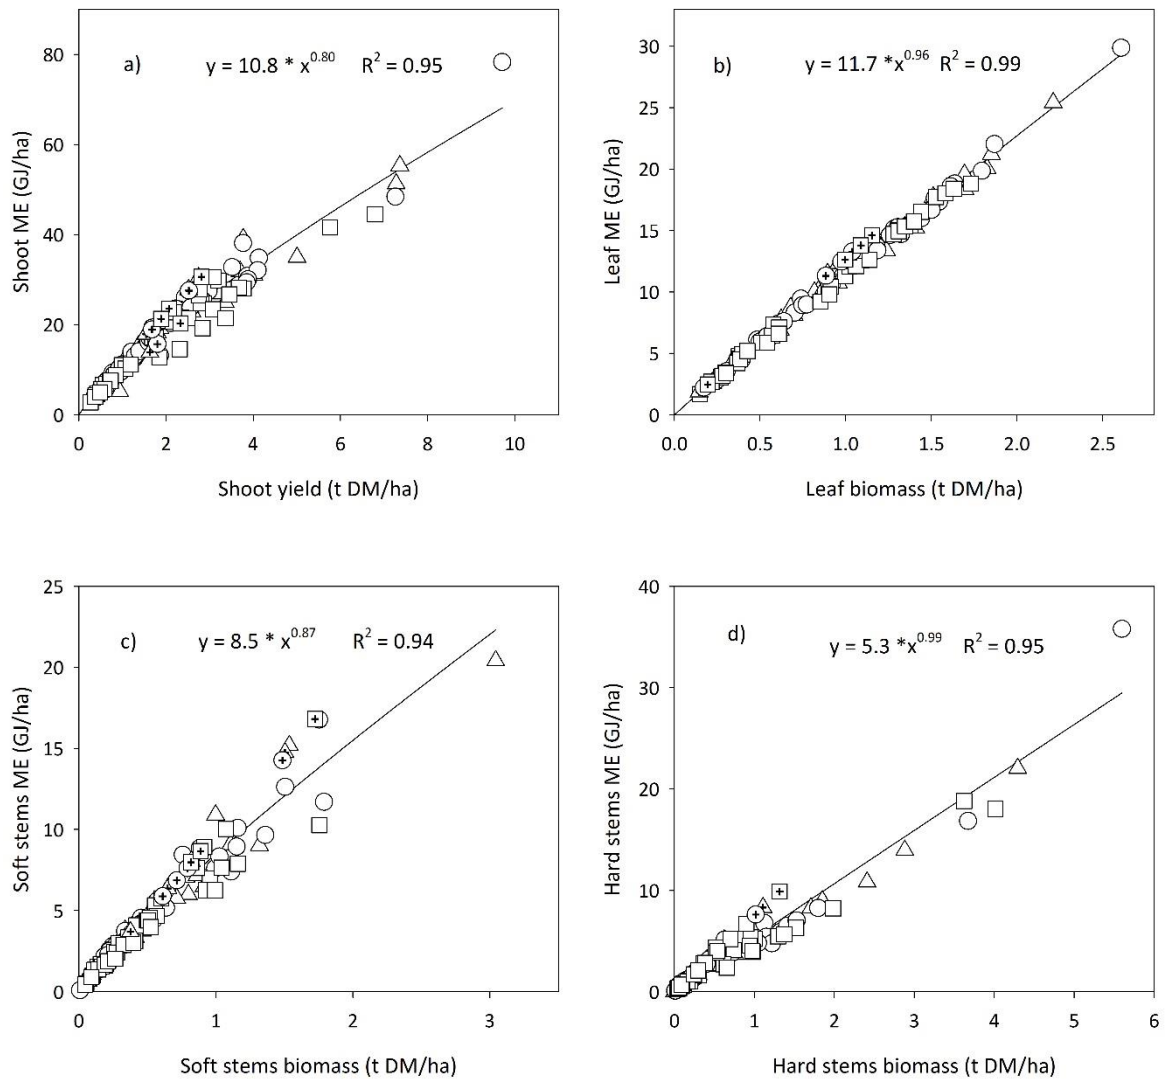 a) y = 10.8 * x^0.80 R^2 = 0.95
Shoot ME (GJ/ha)
80
60
40
20
0
0 2 4 6 8 10
Shoot yield (t DM/ha)
b) y = 11.7 *x^0.96 R^2 = 0.99
Leaf ME (GJ/ha)
30
25
20
15
10
5
0
0.0 0.5 1.0 1.5 2.0 2.5
Leaf biomass (t DM/ha)
c) y = 8.5 * x^0.87 R^2 = 0.94
Soft stems ME (GJ/ha)
25
20
15
10
5
0
0 1 2 3
Soft stems biomass (t DM/ha)
d) y = 5.3 *x^0.99 R^2 = 0.95
Hard stems ME (GJ/ha)
40
30
20
10
0
0 1 2 3 4 5 6
Hard stems biomass (t DM/ha)